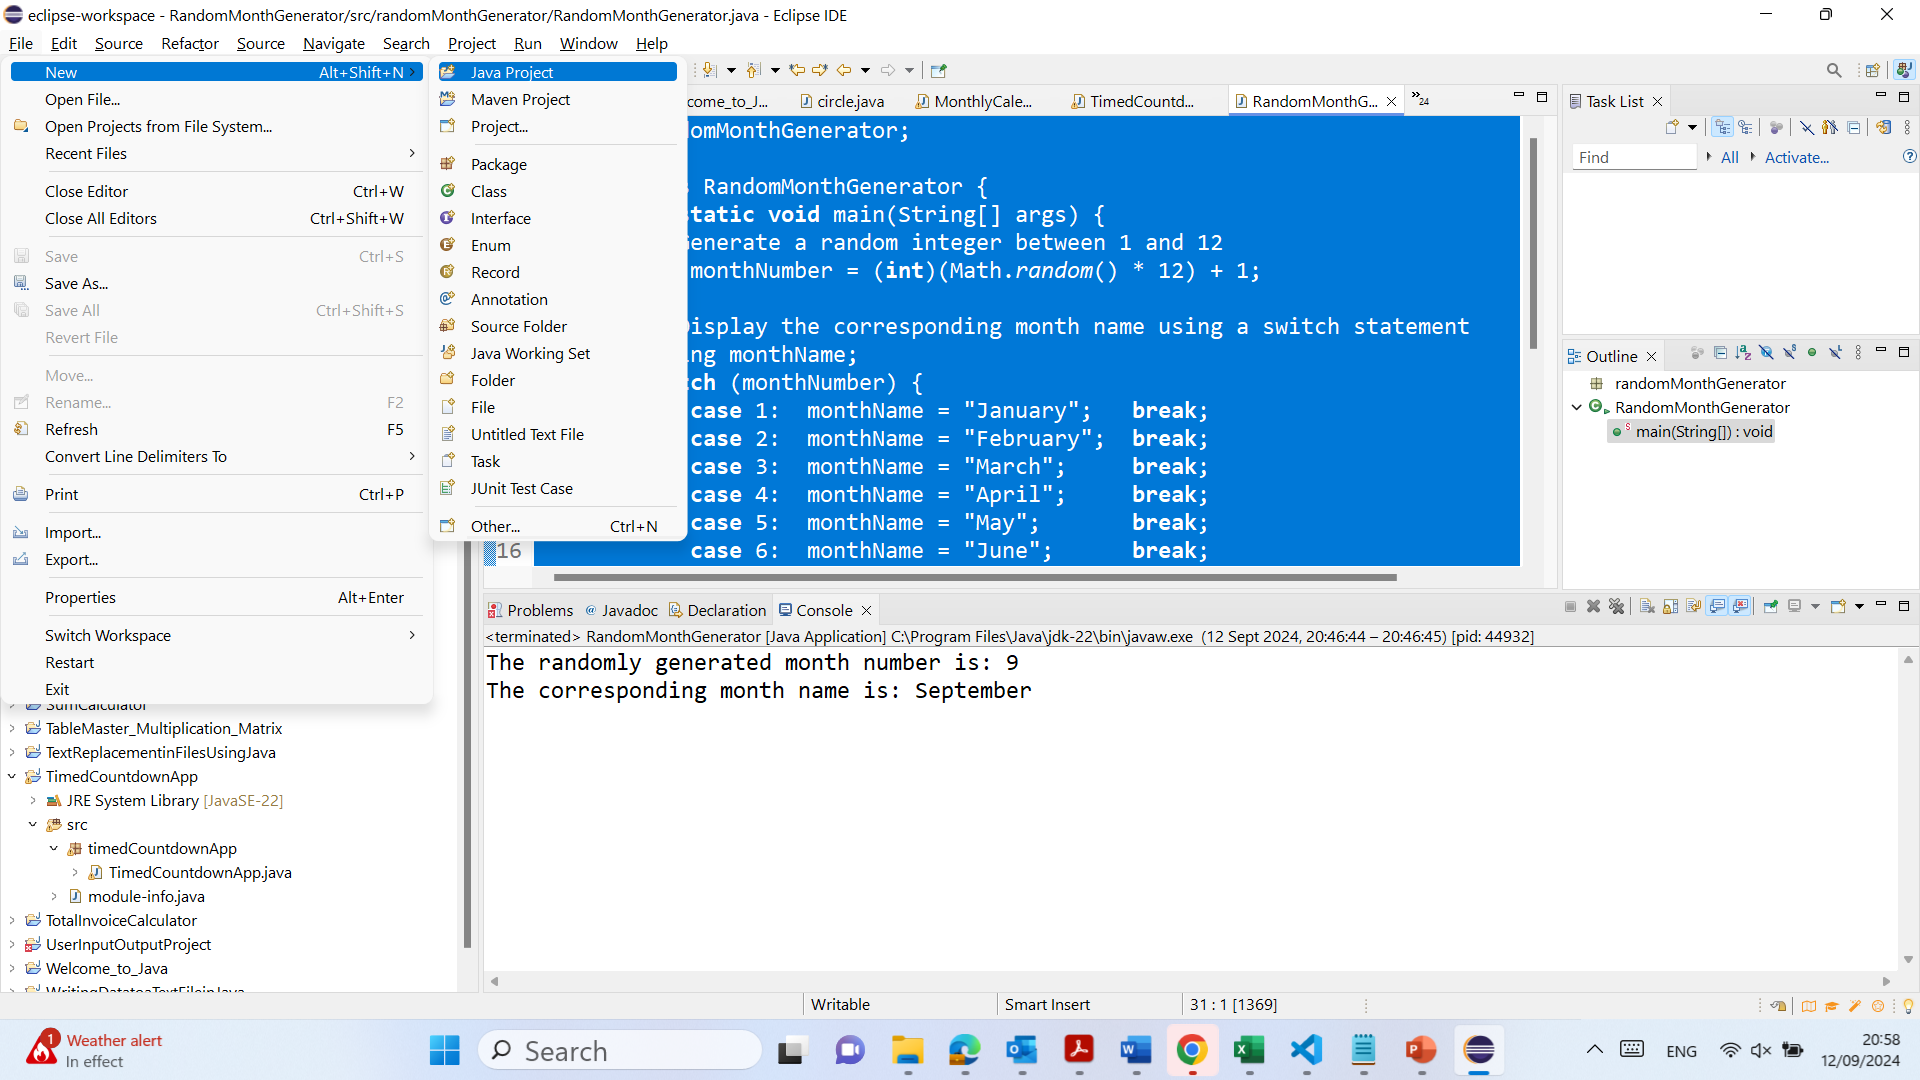 eclipse-workspace - RandomMonthGenerator/src/randomMonthGenerator/RandomMonthGenerator.java - Eclipse IDE
File Edit Source Refactor Source Navigate Search Project Run Window Help
New Alt+Shift+N
Open File...
Open Projects from File System...
Recent Files
Close Editor Ctrl+W
Close All Editors Ctrl+Shift+W
Save Ctrl+S
Save As...
Save All Ctrl+Shift+S
Revert File
Move...
Rename... F2
Refresh F5
Convert Line Delimiters To
Print Ctrl+P
Import...
Export...
Properties Alt+Enter
Switch Workspace
Restart
Exit
Java Project
Maven Project
Project...
Package
Class
Interface
Enum
Record
Annotation
Source Folder
Java Working Set
Folder
File
Untitled Text File
Task
JUnit Test Case
Other... Ctrl+N
come_to_J... circle.java MonthlyCale... TimedCountd... RandomMonthG... 24
omMonthGenerator;
RandomMonthGenerator {
static void main(String[] args) {
Generate a random integer between 1 and 12
monthNumber = (int)(Math.random() * 12) + 1;
Display the corresponding month name using a switch statement
ng monthName;
ch (monthNumber) {
case 1: monthName = "January"; break;
case 2: monthName = "February"; break;
case 3: monthName = "March"; break;
case 4: monthName = "April"; break;
case 5: monthName = "May"; break;
16 case 6: monthName = "June"; break;
Task List
Find All Activate...
Outline
randomMonthGenerator
RandomMonthGenerator
main(String[]) : void
Problems Javadoc Declaration Console
<terminated> RandomMonthGenerator [Java Application] C:\Program Files\Java\jdk-22\bin\javaw.exe (12 Sept 2024, 20:46:44 – 20:46:45) [pid: 44932]
The randomly generated month number is: 9
The corresponding month name is: September
SumCalculator
TableMaster_Multiplication_Matrix
TextReplacementinFilesUsingJava
TimedCountdownApp
JRE System Library [JavaSE-22]
src
timedCountdownApp
TimedCountdownApp.java
module-info.java
TotalInvoiceCalculator
UserInputOutputProject
Welcome_to_Java
WritingDatatoaTextFileinJava
Writable Smart Insert 31 : 1 [1369]
1 Weather alert
In effect
Search
ENG
20:58
12/09/2024